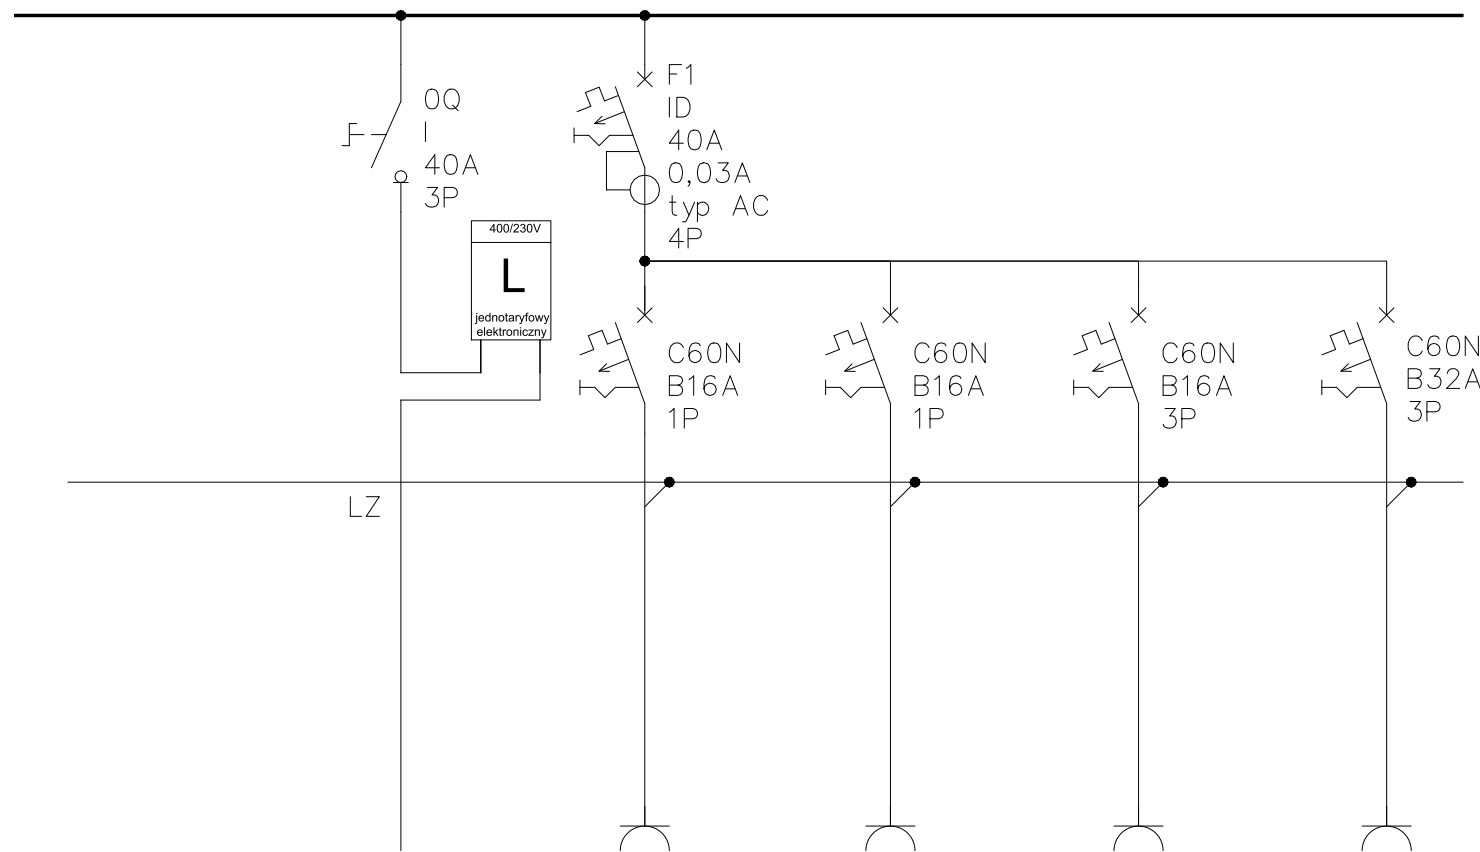 0Q
I
40A
3P
F1
ID
40A
0,03A
typ AC
4P
400/230V
L
jednotaryfowy
elektroniczny
C60N
B16A
1P
C60N
B16A
1P
C60N
B16A
3P
C60N
B32A
3P
LZ